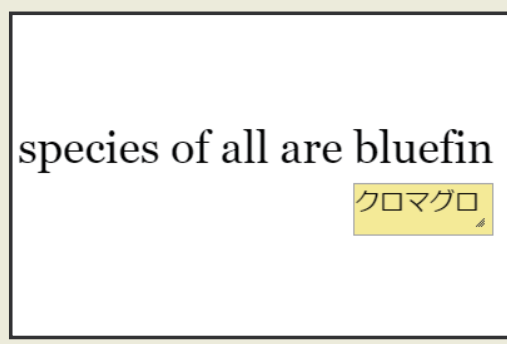 species of all are bluefin
クロマグロ